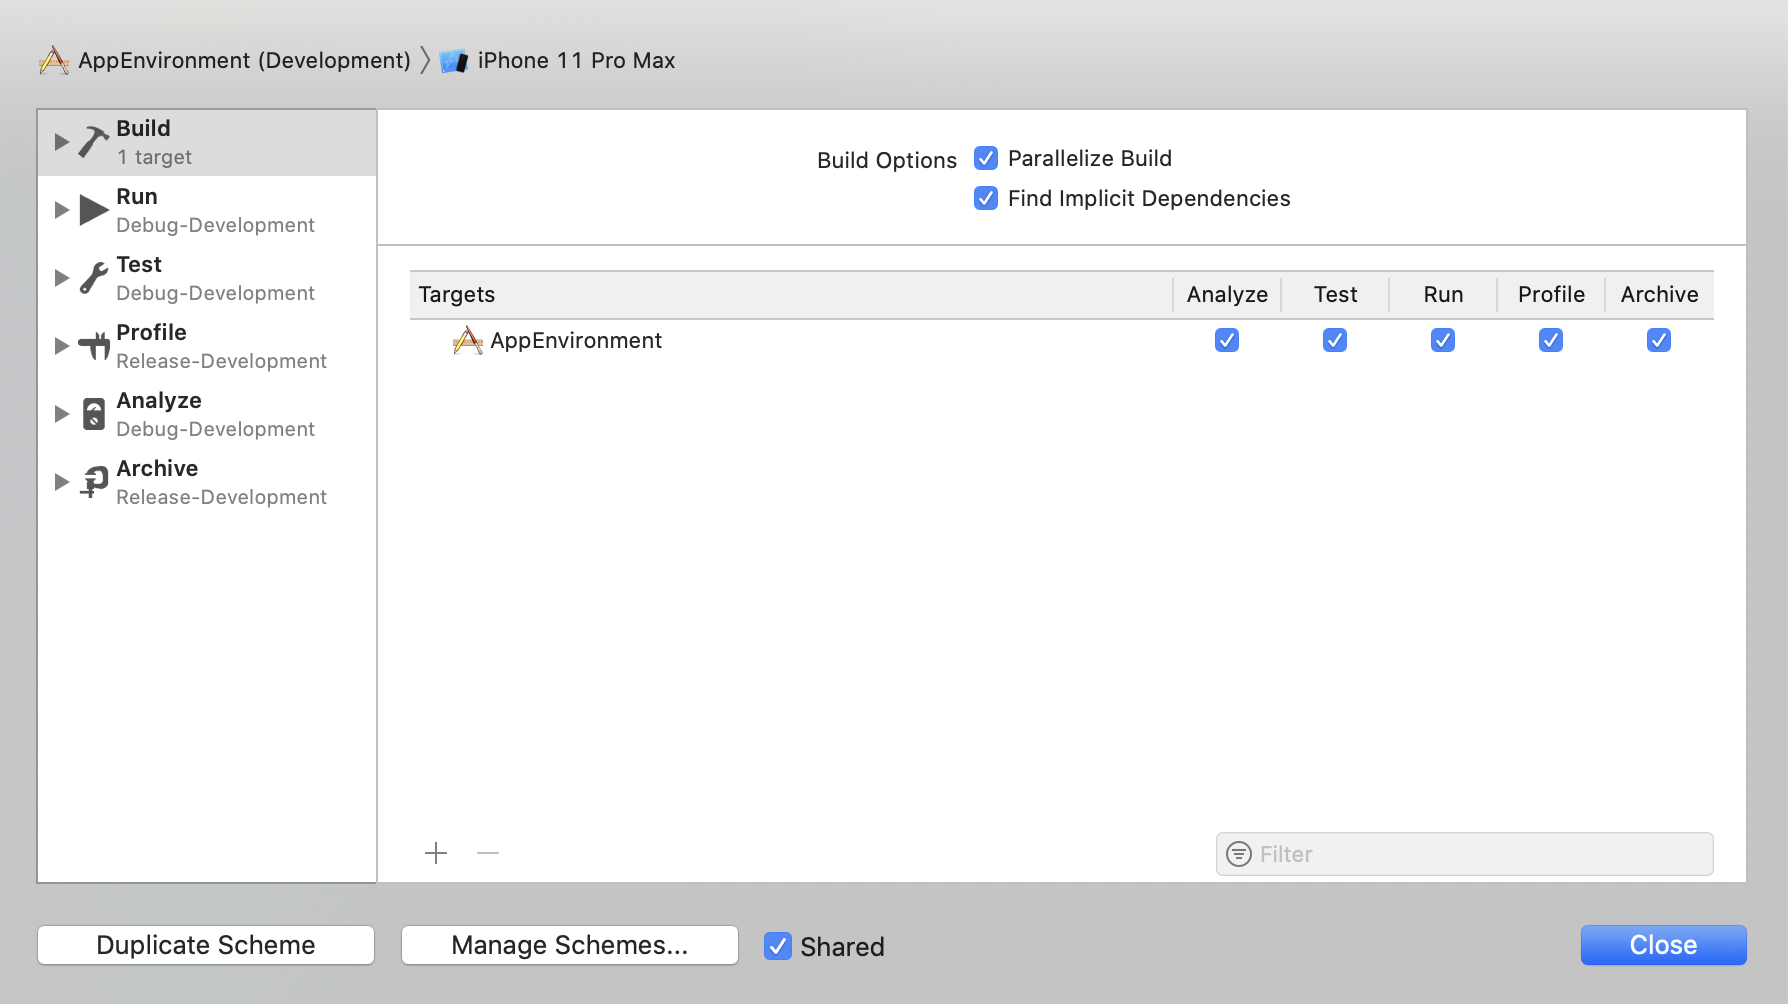 AppEnvironment (Development) 〉 iPhone 11 Pro Max
Build
1 target
Run
Debug-Development
Test
Debug-Development
Profile
Release-Development
Analyze
Debug-Development
Archive
Release-Development
Build Options Parallelize Build
Find Implicit Dependencies
Targets Analyze Test Run Profile Archive
AppEnvironment
Filter
Duplicate Scheme Manage Schemes... Shared Close